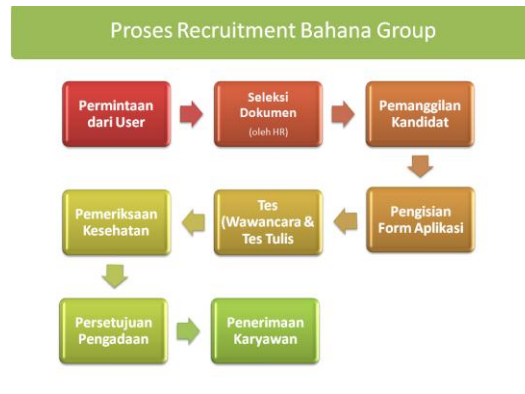 Proses Recruitment Bahana Group
Permintaan
dari User
Seleksi
Dokumen
(oleh HR)
Pemanggilan
Kandidat
Pengisian
Form Aplikasi
Tes
(Wawancara &
Tes Tulis
Pemeriksaan
Kesehatan
Persetujuan
Pengadaan
Penerimaan
Karyawan